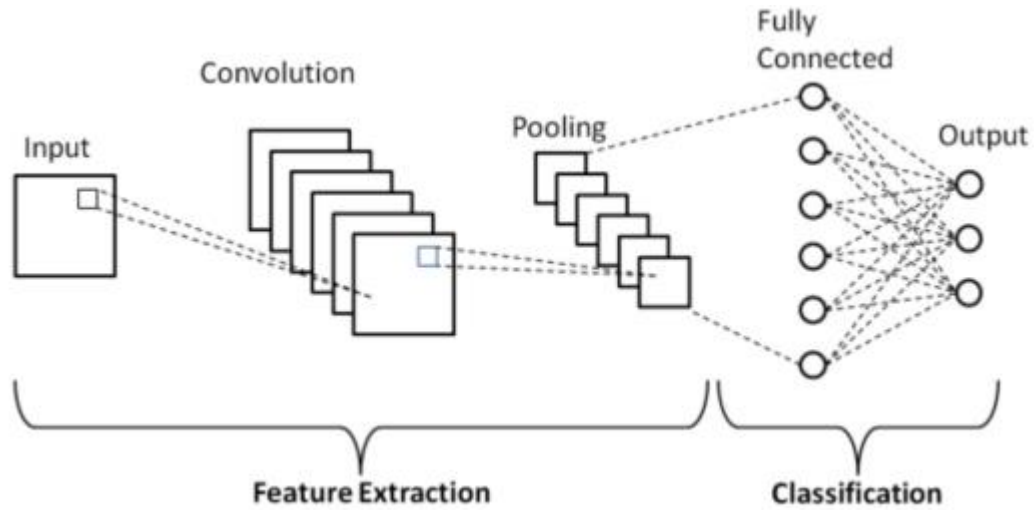 Fully
Connected
Convolution
Pooling
Input
Output
Feature Extraction
Classification